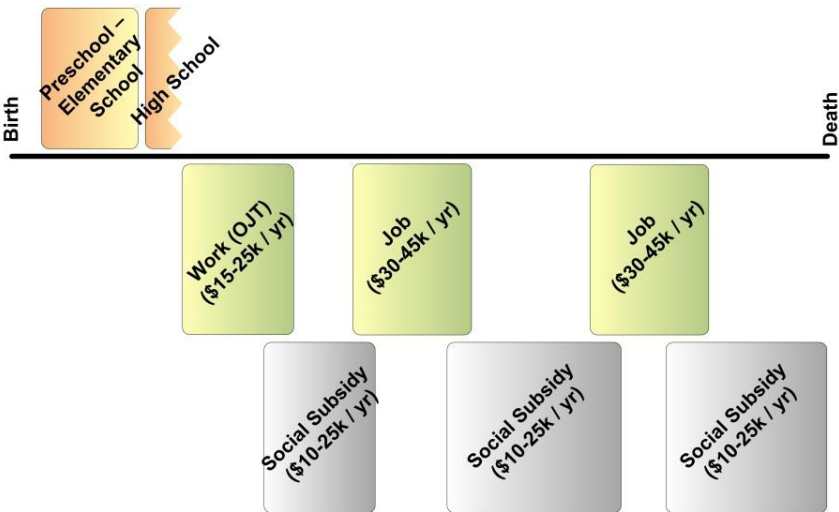 Birth
Preschool –
Elementary
School
High School
Death
Work (OJT)
($15-25k / yr)
Job
($30-45k / yr)
Job
($30-45k / yr)
Social Subsidy
($10-25k / yr)
Social Subsidy
($10-25k / yr)
Social Subsidy
($10-25k / yr)